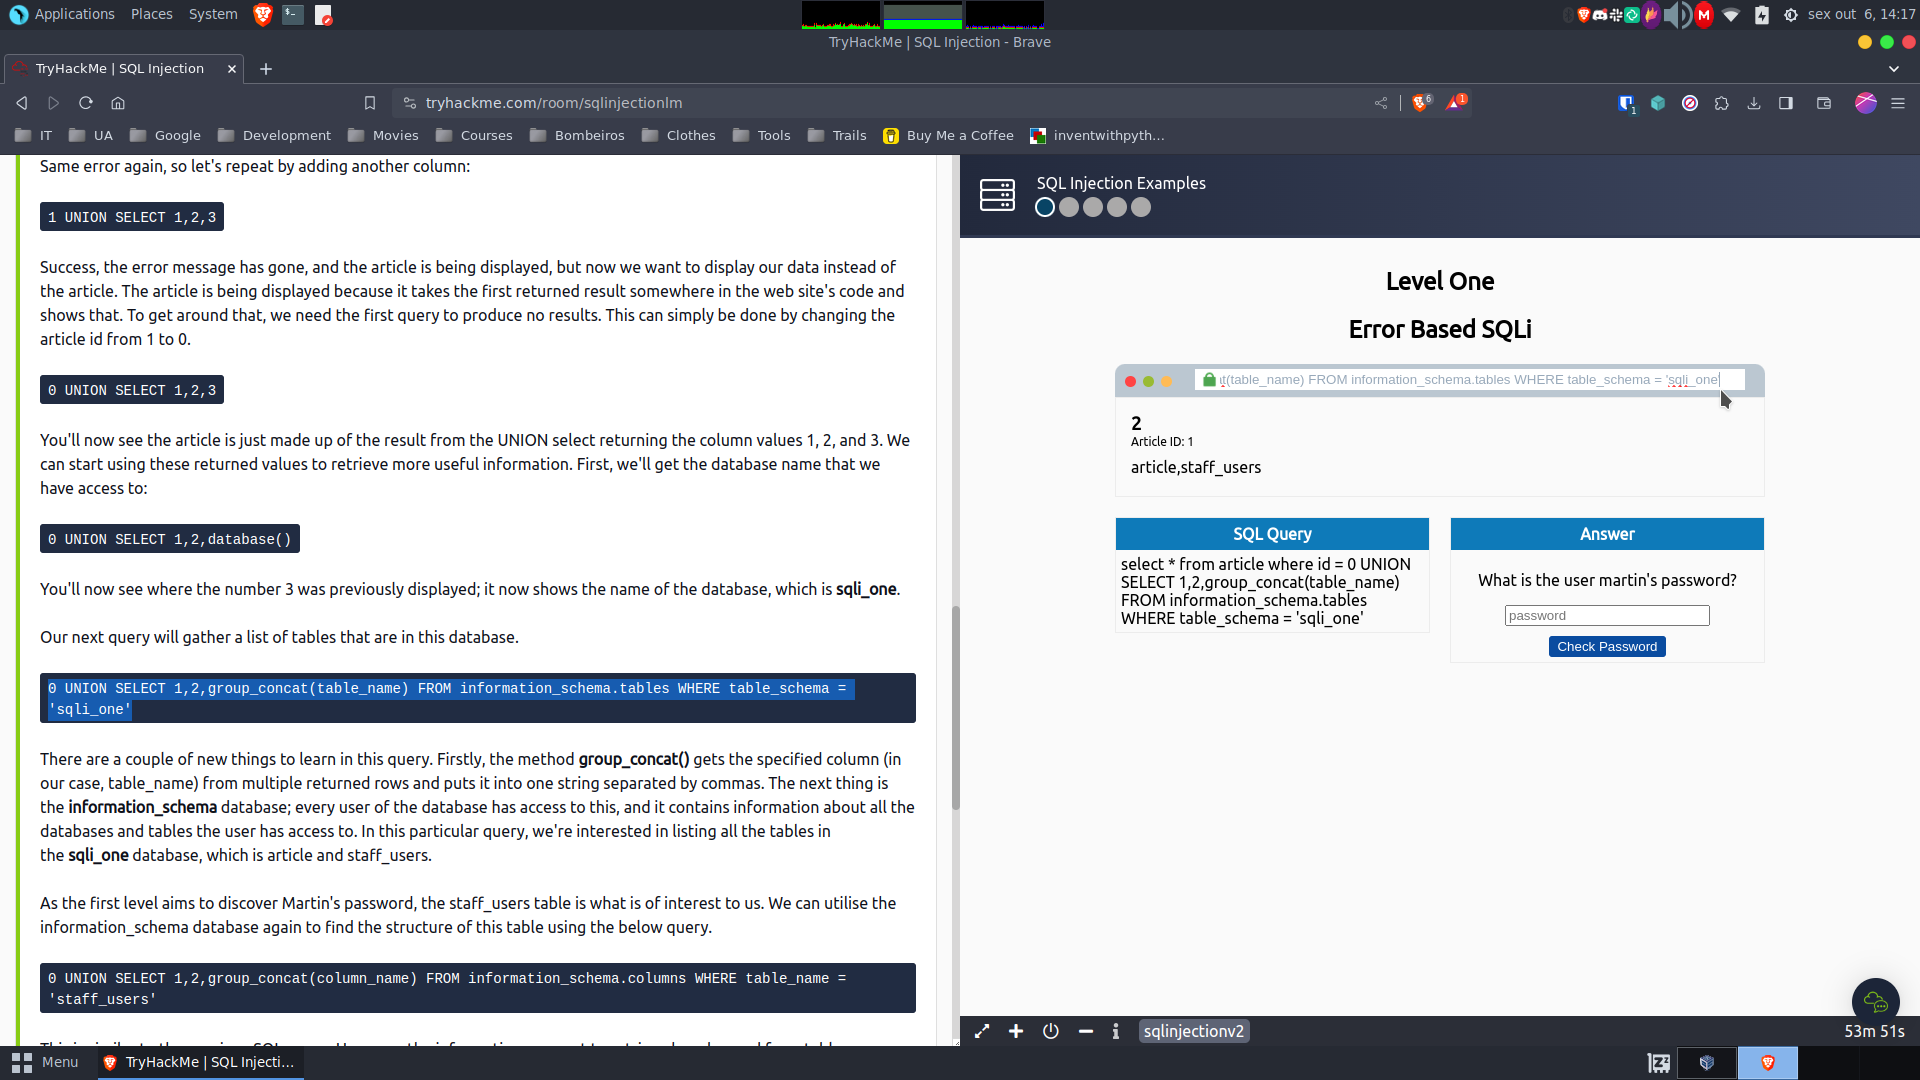 Applications Places System
sex out 6, 14:17
TryHackMe | SQL Injection - Brave
TryHackMe | SQL Injection
tryhackme.com/room/sqlinjectionlm
6
1
1
IT UA Google Development Movies Courses Bombeiros Clothes Tools Trails Buy Me a Coffee inventwithpyth...
Same error again, so let's repeat by adding another column:
1 UNION SELECT 1,2,3
Success, the error message has gone, and the article is being displayed, but now we want to display our data instead of
the article. The article is being displayed because it takes the first returned result somewhere in the web site's code and
shows that. To get around that, we need the first query to produce no results. This can simply be done by changing the
article id from 1 to 0.
0 UNION SELECT 1,2,3
You'll now see the article is just made up of the result from the UNION select returning the column values 1, 2, and 3. We
can start using these returned values to retrieve more useful information. First, we'll get the database name that we
have access to:
0 UNION SELECT 1,2,database()
You'll now see where the number 3 was previously displayed; it now shows the name of the database, which is sqli_one.
Our next query will gather a list of tables that are in this database.
0 UNION SELECT 1,2,group_concat(table_name) FROM information_schema.tables WHERE table_schema =
'sqli_one'
There are a couple of new things to learn in this query. Firstly, the method group_concat() gets the specified column (in
our case, table_name) from multiple returned rows and puts it into one string separated by commas. The next thing is
the information_schema database; every user of the database has access to this, and it contains information about all the
databases and tables the user has access to. In this particular query, we're interested in listing all the tables in
the sqli_one database, which is article and staff_users.
As the first level aims to discover Martin's password, the staff_users table is what is of interest to us. We can utilise the
information_schema database again to find the structure of this table using the below query.
0 UNION SELECT 1,2,group_concat(column_name) FROM information_schema.columns WHERE table_name =
'staff_users'
SQL Injection Examples
Level One
Error Based SQLi
t(table_name) FROM information_schema.tables WHERE table_schema = 'sqli_one'
2
Article ID: 1
article,staff_users
SQL Query
select * from article where id = 0 UNION
SELECT 1,2,group_concat(table_name)
FROM information_schema.tables
WHERE table_schema = 'sqli_one'
Answer
What is the user martin's password?
password
Check Password
sqlinjectionv2
53m 51s
Menu
TryHackMe | SQL Injecti...